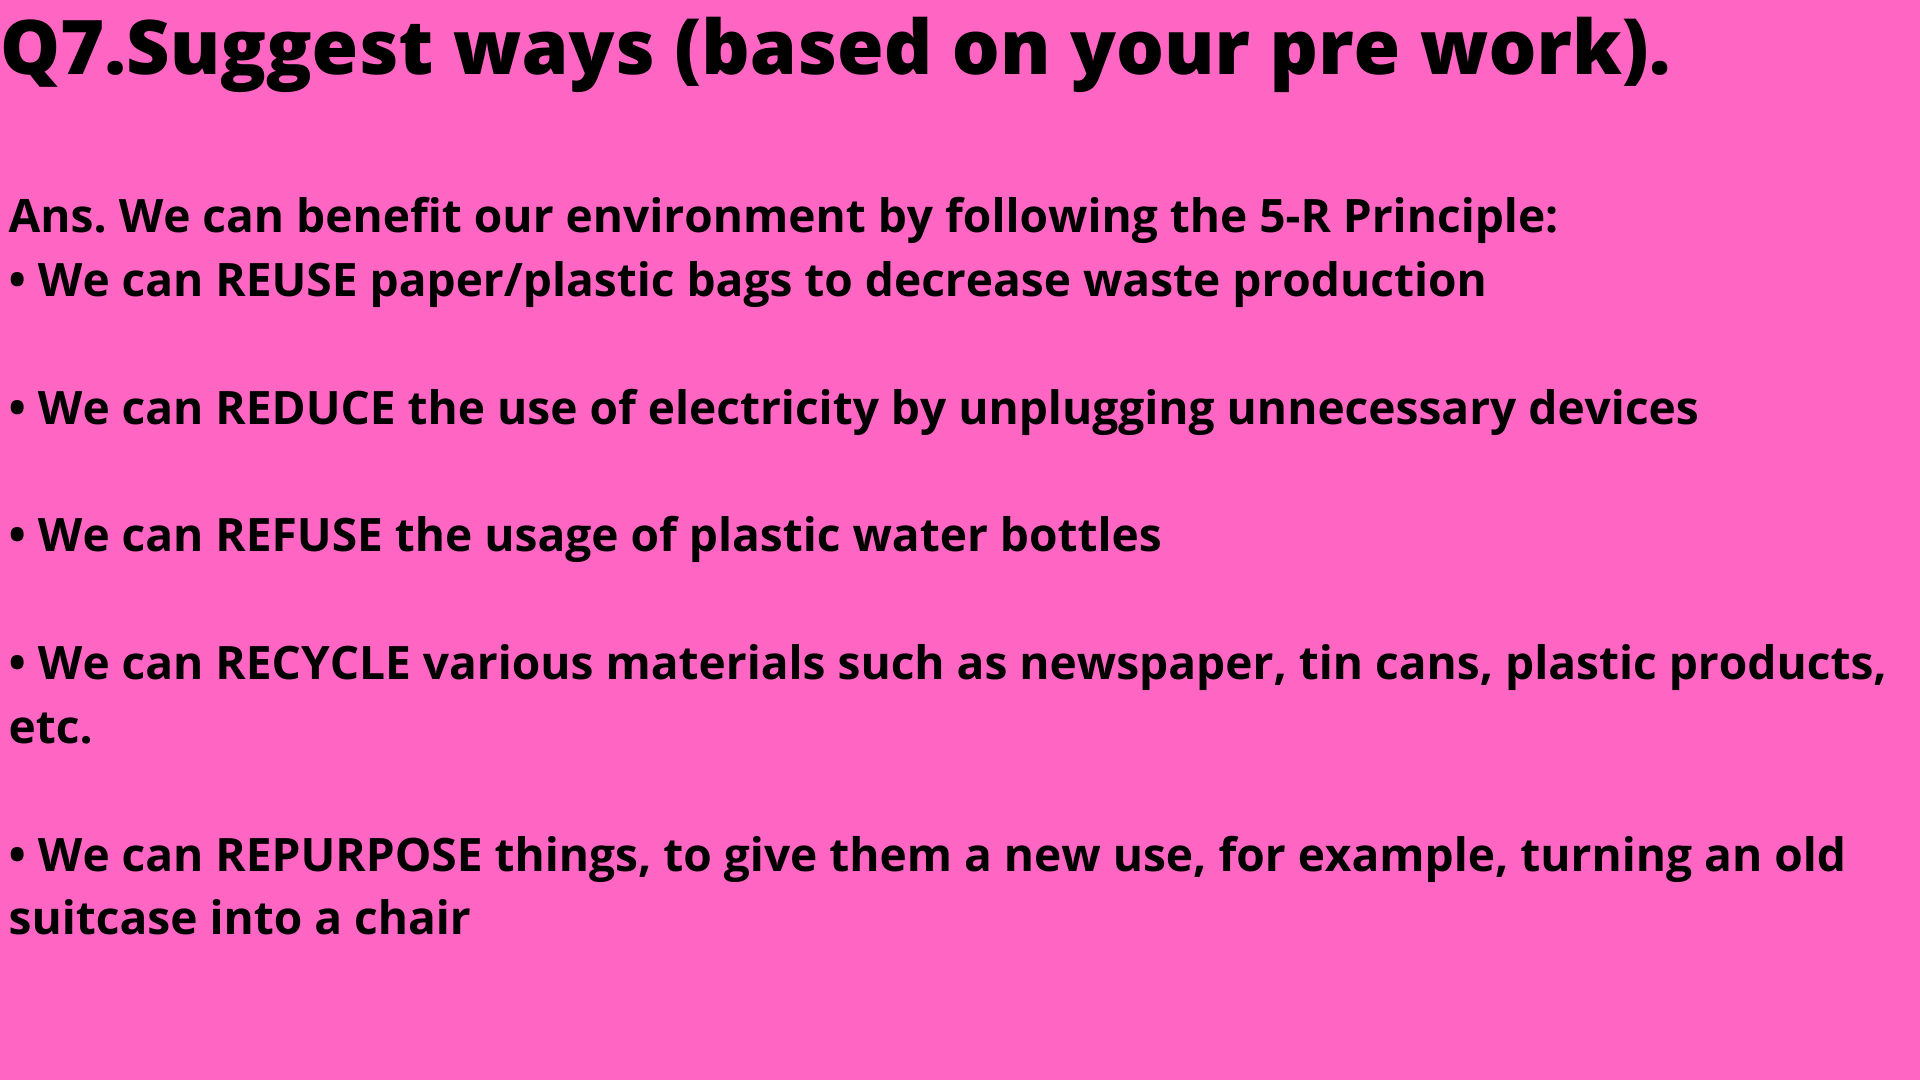 Q7.Suggest ways (based on your pre work).
Ans. We can benefit our environment by following the 5-R Principle:
• We can REUSE paper/plastic bags to decrease waste production
• We can REDUCE the use of electricity by unplugging unnecessary devices
• We can REFUSE the usage of plastic water bottles
• We can RECYCLE various materials such as newspaper, tin cans, plastic products,
etc.
• We can REPURPOSE things, to give them a new use, for example, turning an old
suitcase into a chair